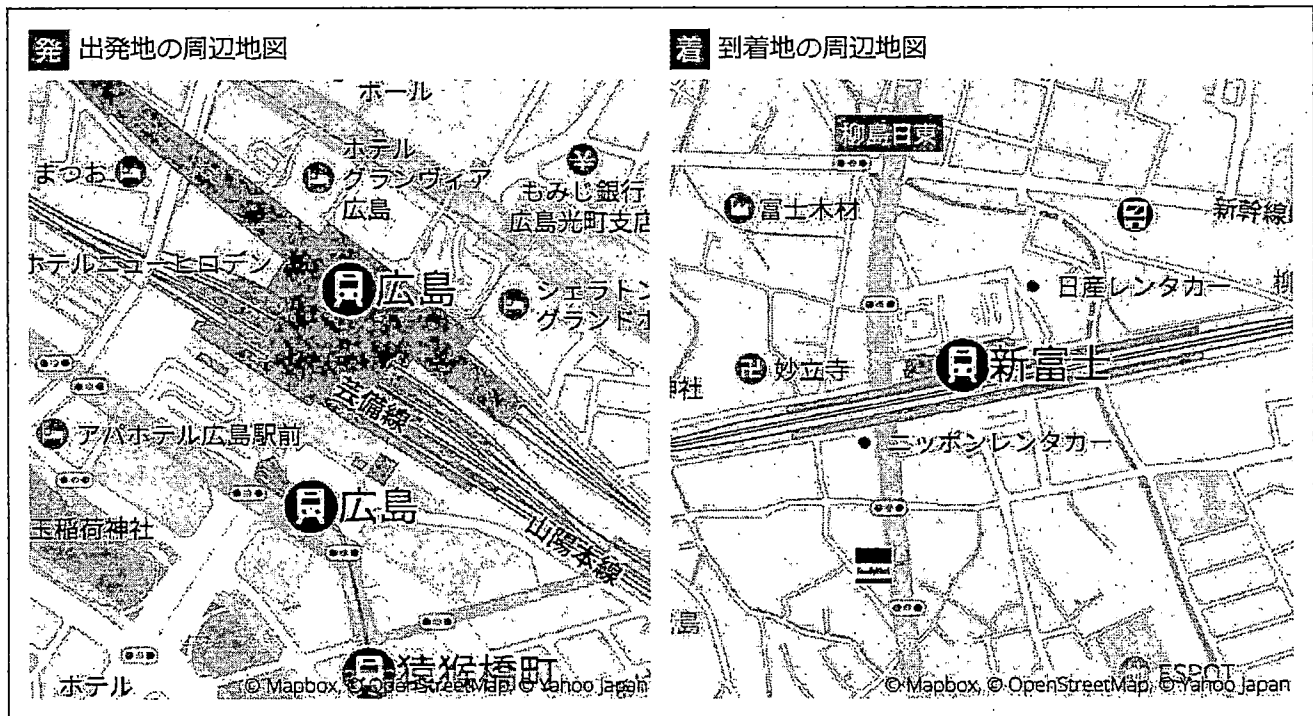 発 出発地の周辺地図
ボール
まつお
ホテル
グランヴィア
広島
もみじ銀行
広島光町支店
ホテルニューヒロデン
広島
シェラトン
グランドホ
芸備線
アパホテル広島駅前
広島
玉稲荷神社
山陽本線
猿猴橋町
ホテル
© Mapbox, © OpenStreetMap, © Yahoo Japan
着 到着地の周辺地図
柳島日東
富士木材
新幹線
日産レンタカー
柳
新富士
妙立寺
神社
ニッポンレンタカー
FamilyMart
島
ESPOT
© Mapbox, © OpenStreetMap, © Yahoo Japan